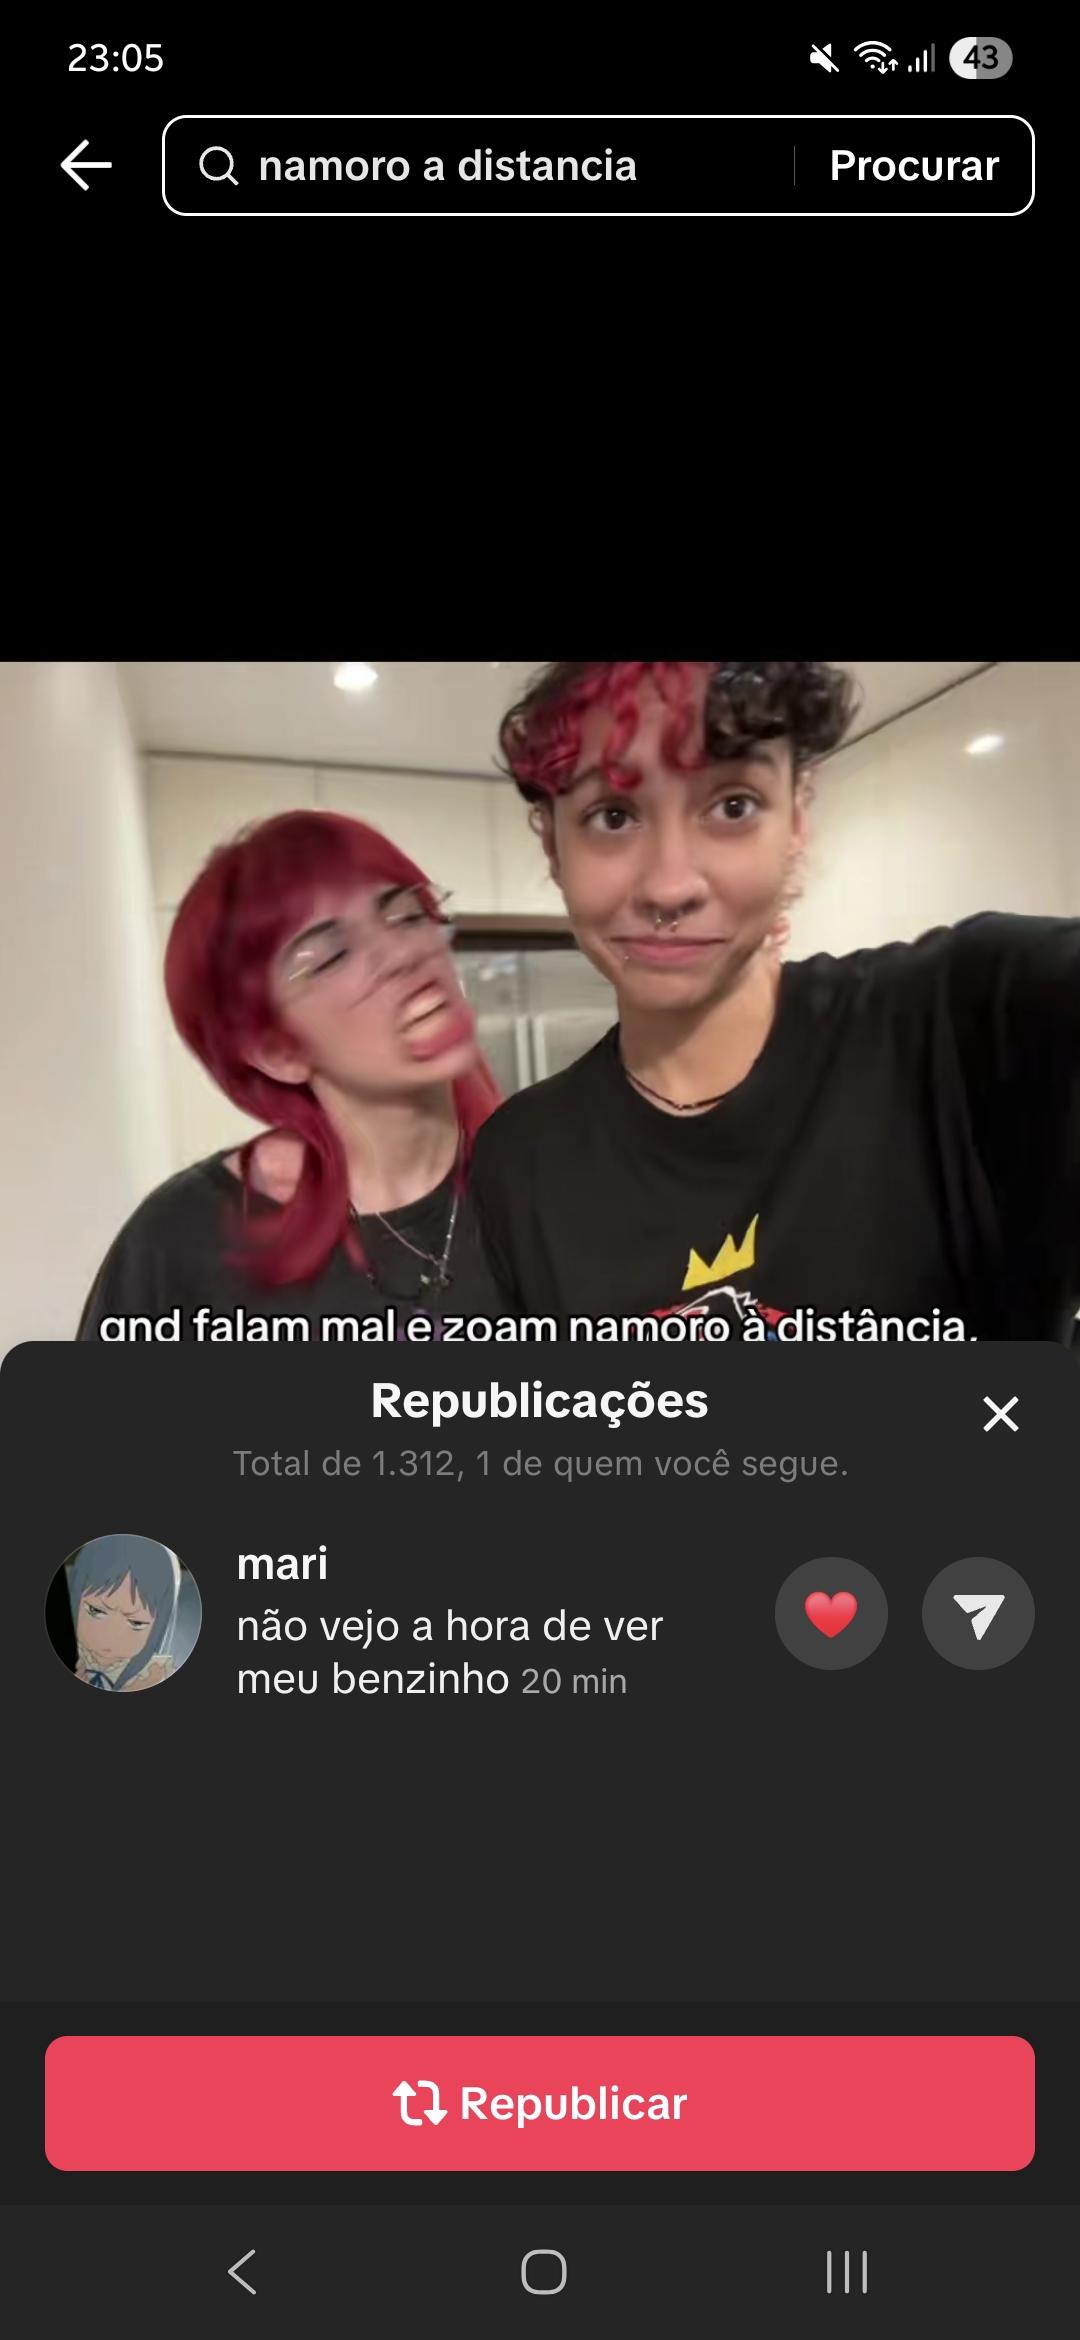 23:05
43
namoro a distancia
Procurar
qnd falam mal e zoam namoro à distância,
Republicações
Total de 1.312, 1 de quem você segue.
mari
não vejo a hora de ver
meu benzinho 20 min
Republicar